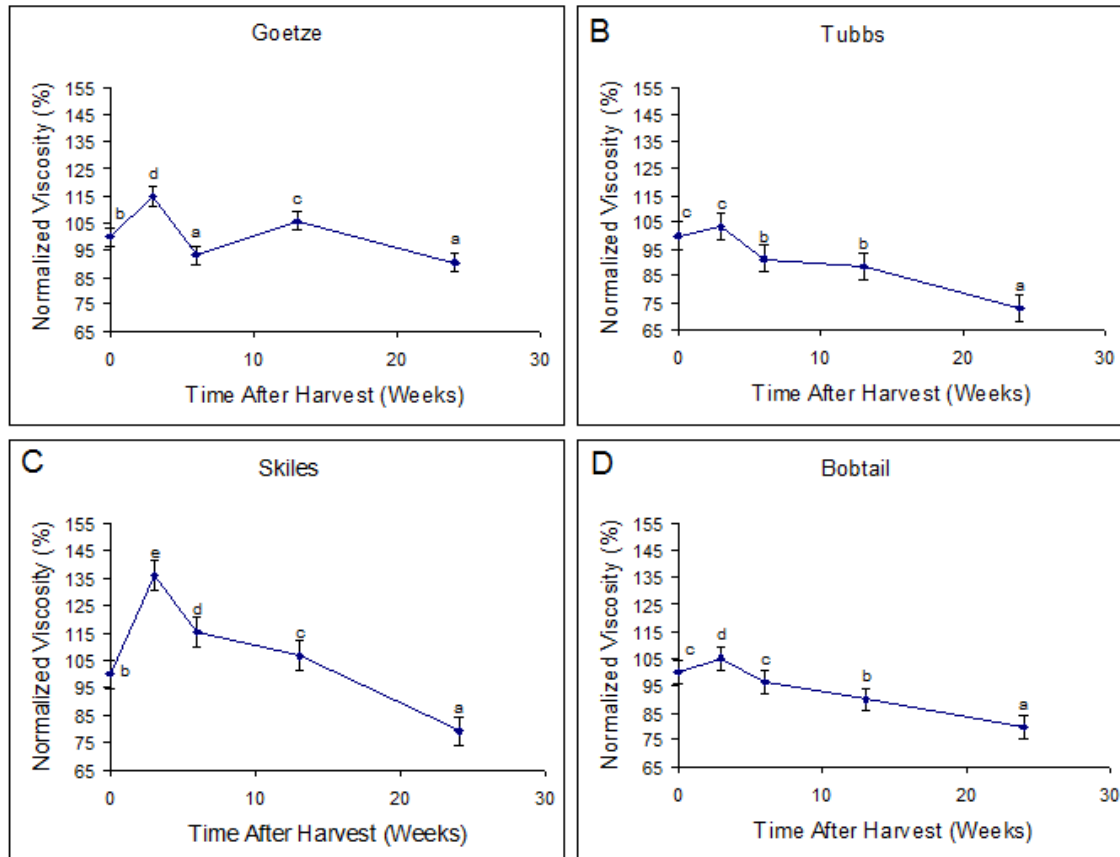 Goetze
Normalized Viscosity (%)
155
145
135
125
115
105
95
85
75
65
b
d
a
c
a
0
10
20
30
Time After Harvest (Weeks)
B
Tubbs
Normalized Viscosity (%)
155
145
135
125
115
105
95
85
75
65
c
c
b
b
a
0
10
20
30
Time After Harvest (Weeks)
C
Skiles
Normalized Viscosity (%)
155
145
135
125
115
105
95
85
75
65
b
e
d
c
a
0
10
20
30
Time After Harvest (Weeks)
D
Bobtail
Normalized Viscosity (%)
155
145
135
125
115
105
95
85
75
65
c
d
c
b
a
0
10
20
30
Time After Harvest (Weeks)